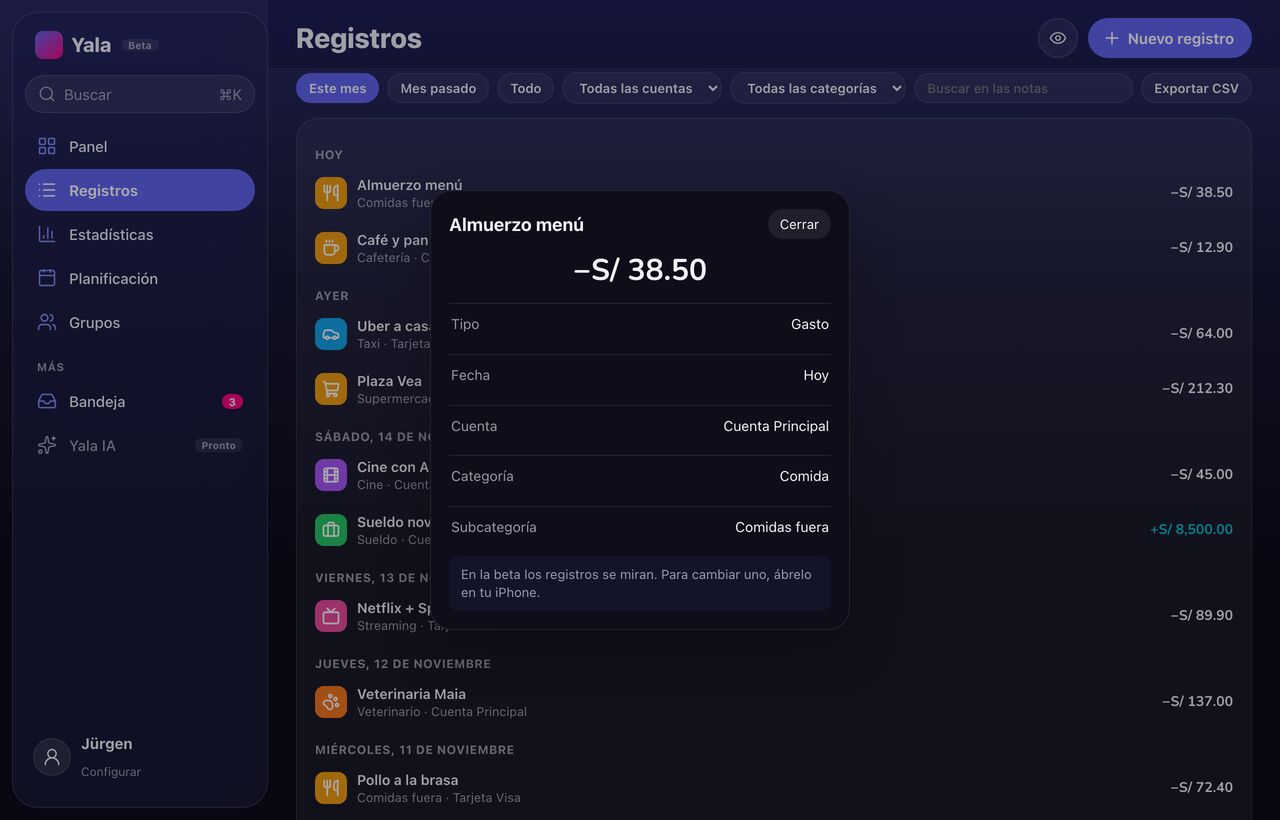 Yala Beta
Buscar ⌘K
Panel
Registros
Estadísticas
Planificación
Grupos
MÁS
Bandeja 3
Yala IA Pronto
Jürgen
Configurar
Registros
Nuevo registro
Este mes Mes pasado Todo Todas las cuentas Todas las categorías Buscar en las notas Exportar CSV
HOY
Almuerzo menú –S/ 38.50
Comidas fue
Café y pan –S/ 12.90
Cafetería · C
AYER
Uber a cas –S/ 64.00
Taxi · Tarjeta
Plaza Vea –S/ 212.30
Supermerca
SÁBADO, 14 DE N
Cine con A –S/ 45.00
Cine · Cuent
Sueldo nov +S/ 8,500.00
Sueldo · Cue
VIERNES, 13 DE N
Netflix + Sp –S/ 89.90
Streaming · Tar
JUEVES, 12 DE NOVIEMBRE
Veterinaria Maia –S/ 137.00
Veterinario · Cuenta Principal
MIÉRCOLES, 11 DE NOVIEMBRE
Pollo a la brasa –S/ 72.40
Comidas fuera · Tarjeta Visa
Almuerzo menú Cerrar
–S/ 38.50
Tipo Gasto
Fecha Hoy
Cuenta Cuenta Principal
Categoría Comida
Subcategoría Comidas fuera
En la beta los registros se miran. Para cambiar uno, ábrelo
en tu iPhone.